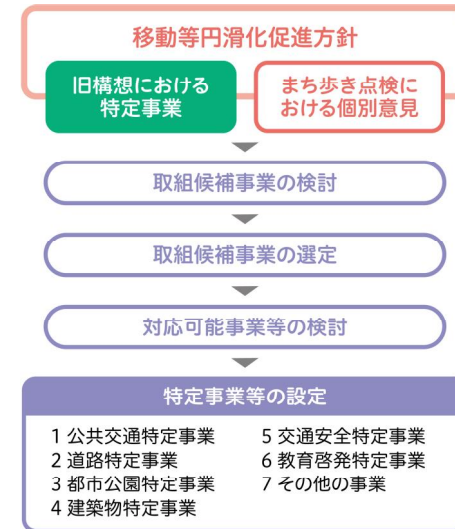 移動等円滑化促進方針
旧構想における
特定事業
まち歩き点検に
おける個別意見
取組候補事業の検討
取組候補事業の選定
対応可能事業等の検討
特定事業等の設定
1 公共交通特定事業
2 道路特定事業
3 都市公園特定事業
4 建築物特定事業
5 交通安全特定事業
6 教育啓発特定事業
7 その他の事業